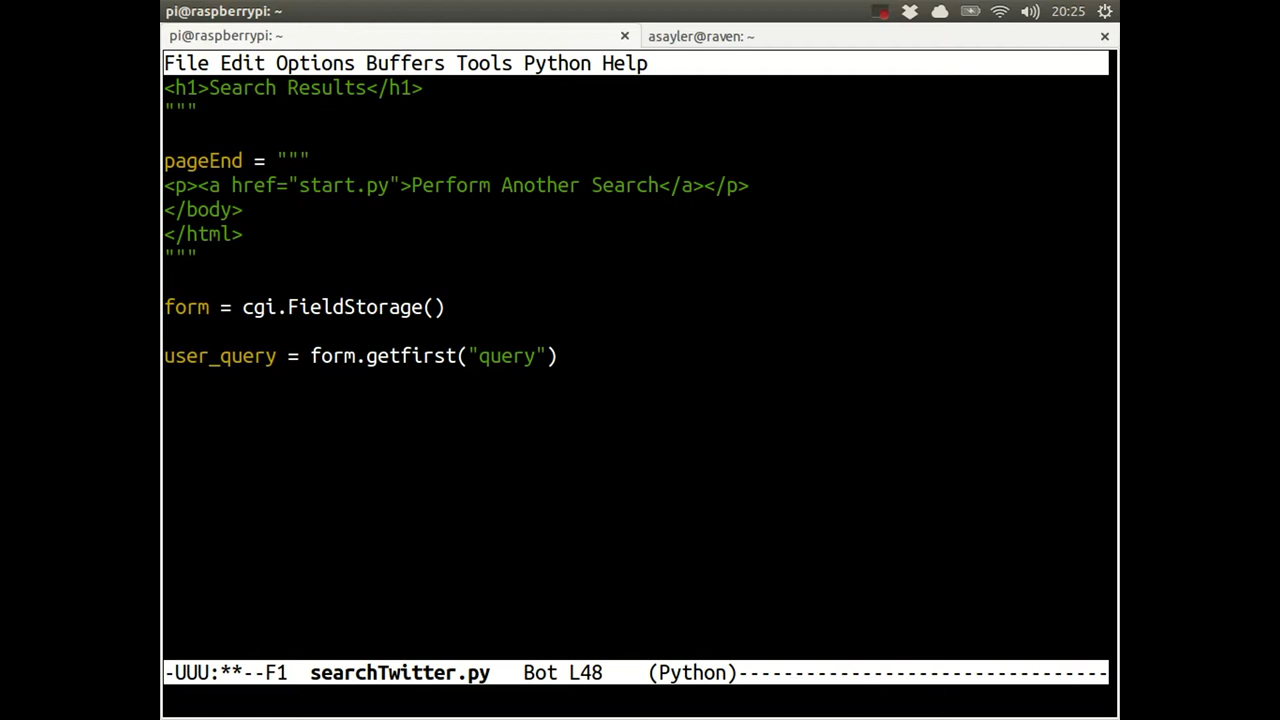 pi@raspberrypi: ~ 20:25
pi@raspberrypi: ~ × asayler@raven: ~ ×
File Edit Options Buffers Tools Python Help
<h1>Search Results</h1>
"""
pageEnd = """
<p><a href="start.py">Perform Another Search</a></p>
</body>
</html>
"""
form = cgi.FieldStorage()
user_query = form.getfirst("query")
-UUU:**--F1 searchTwitter.py Bot L48 (Python)---------------------------------